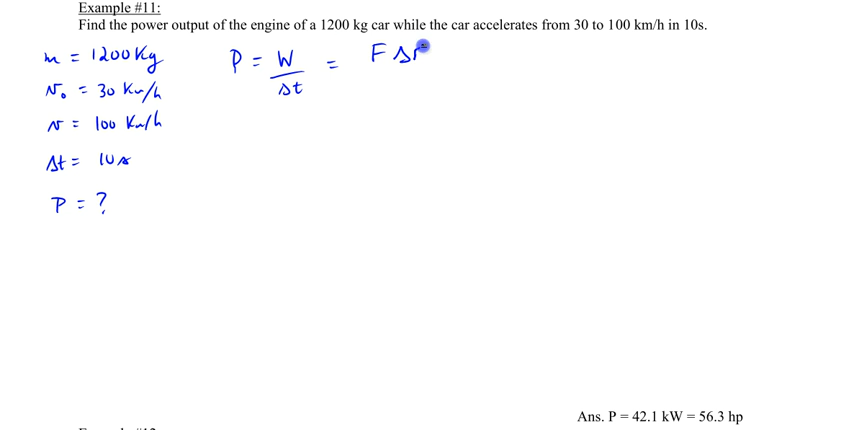 Example #11:
Find the power output of the engine of a 1200 kg car while the car accelerates from 30 to 100 km/h in 10s.
m = 1200 Kg
v₀ = 30 Km/h
v = 100 Km/h
Δt = 10s
P = ?
P = W / Δt = F Δr
Ans. P = 42.1 kW = 56.3 hp